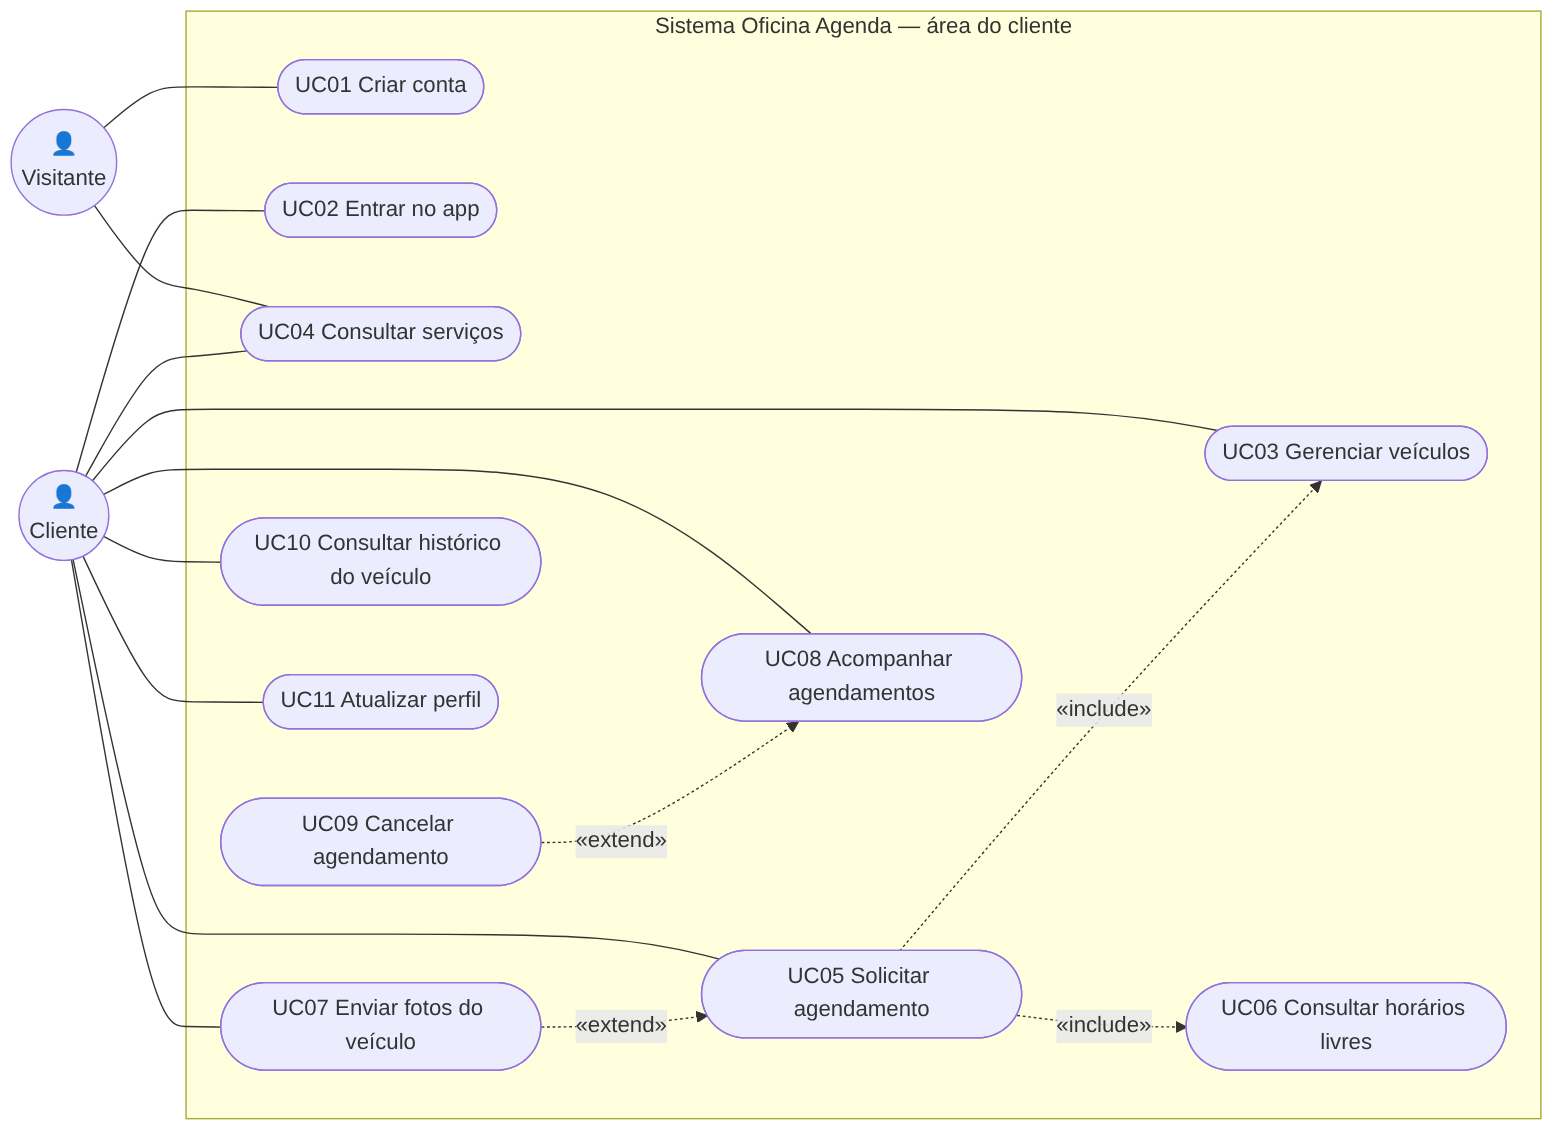 Sistema Oficina Agenda — área do cliente
UC01 Criar conta
Visitante
UC02 Entrar no app
UC04 Consultar serviços
UC03 Gerenciar veículos
Cliente
UC10 Consultar histórico
do veículo
UC08 Acompanhar
agendamentos
UC11 Atualizar perfil
«include»
UC09 Cancelar
agendamento
«extend»
UC05 Solicitar
agendamento
UC07 Enviar fotos do
veículo
«extend»
«include»
UC06 Consultar horários
livres